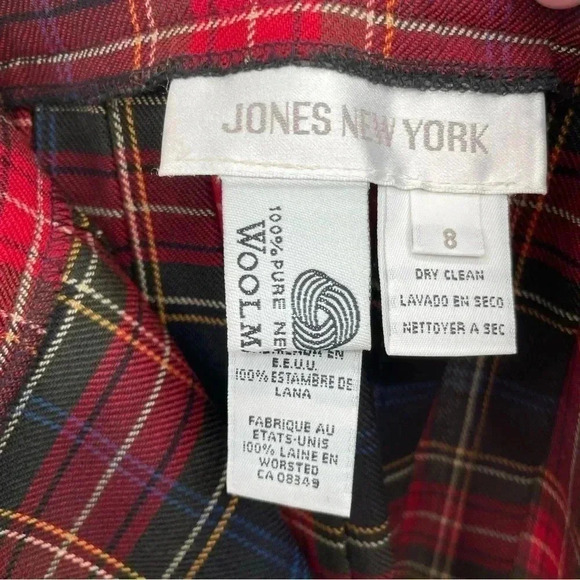 JONES NEW YORK
100% PURE NE
WOOLM
8
DRY CLEAN
LAVADO EN SECO
NETTOYER A SEC
E.E.U.U.
100% ESTAMBRE DE
LANA
FABRIQUE AU
ETATS-UNIS
100% LAINE EN
WORSTED
CA 08349